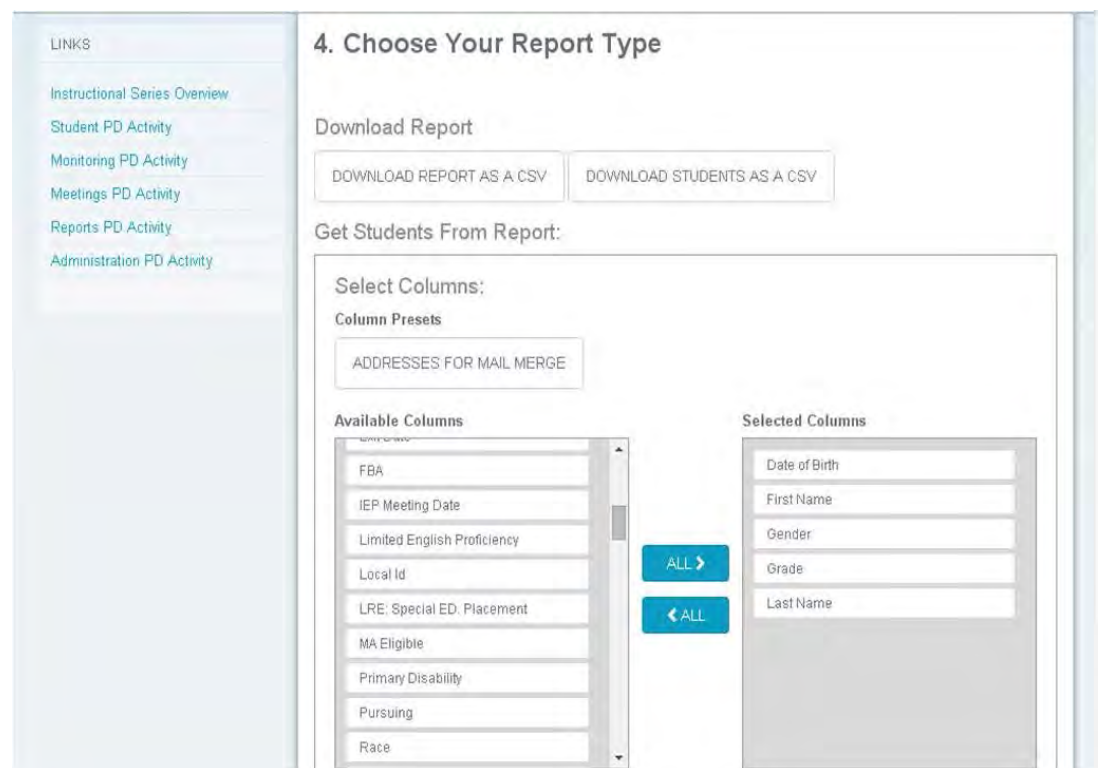 LINKS
Instructional Series Overview
Student PD Activity
Monitoring PD Activity
Meetings PD Activity
Reports PD Activity
Administration PD Activity
4. Choose Your Report Type
Download Report
DOWNLOAD REPORT AS A CSV
DOWNLOAD STUDENTS AS A CSV
Get Students From Report:
Select Columns:
Column Presets
ADDRESSES FOR MAIL MERGE
Available Columns
FBA
IEP Meeting Date
Limited English Proficiency
Local Id
LRE: Special ED. Placement
MA Eligible
Primary Disability
Pursuing
Race
ALL
ALL
Selected Columns
Date of Birth
First Name
Gender
Grade
Last Name